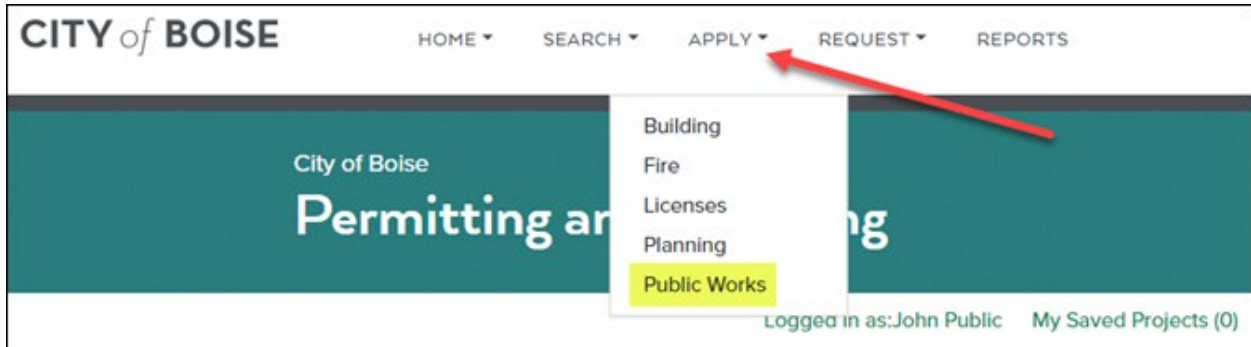 CITY of BOISE HOME SEARCH APPLY REQUEST REPORTS
Building
City of Boise
Fire
Licenses
Permitting an
ng
Planning
Public Works
Logged in as:John Public My Saved Projects (0)